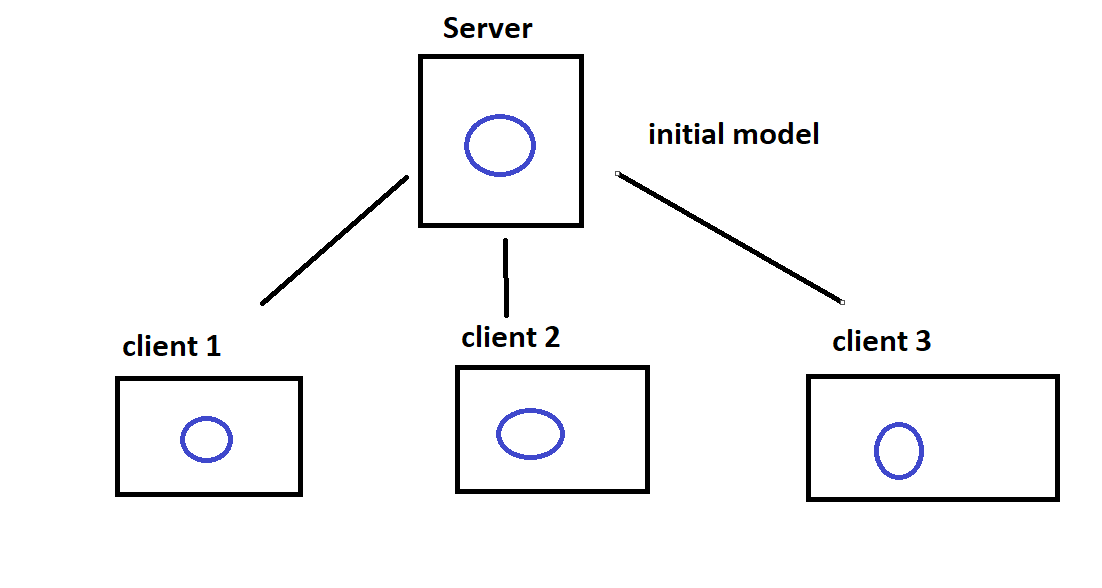 Server
initial model
client 1
client 2
client 3